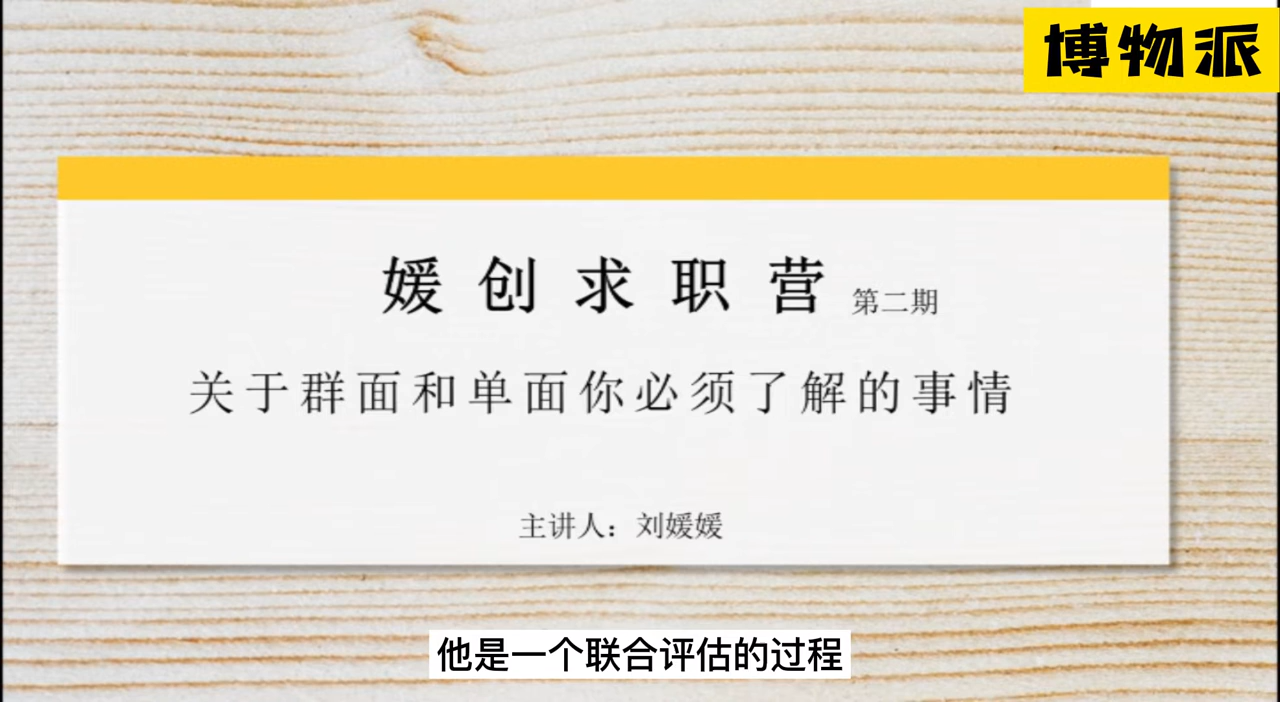 博物派
媛创求职营 第二期
关于群面和单面你必须了解的事情
主讲人：刘媛媛
他是一个联合评估的过程